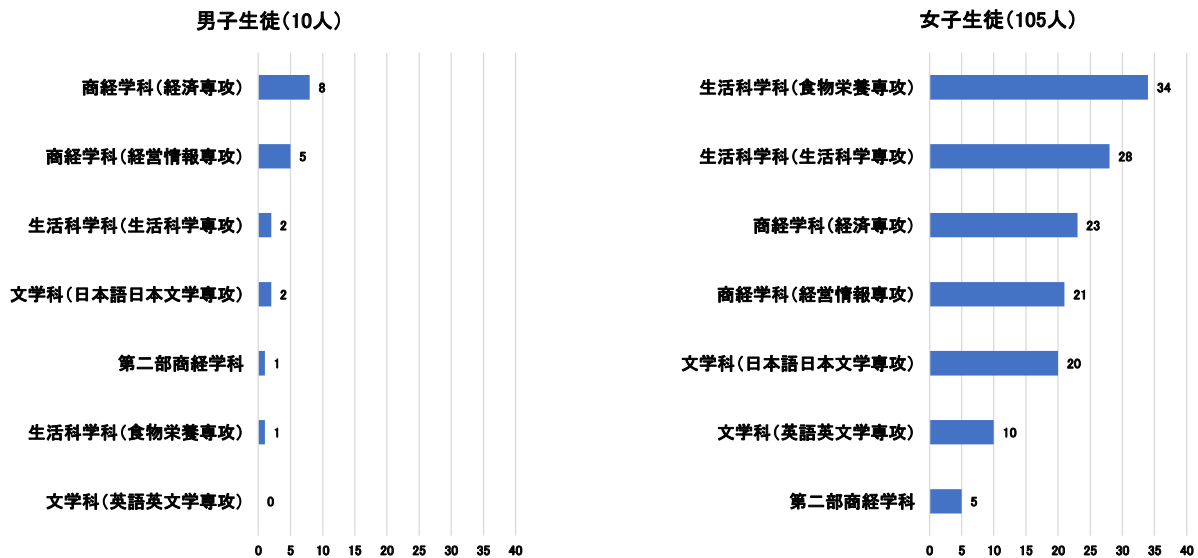 男子生徒(10人)
商経学科(経済専攻) 8
商経学科(経営情報専攻) 5
生活科学科(生活科学専攻) 2
文学科(日本語日本文学専攻) 2
第二部商経学科 1
生活科学科(食物栄養専攻) 1
文学科(英語英文学専攻) 0
0 5 10 15 20 25 30 35 40
女子生徒(105人)
生活科学科(食物栄養専攻) 34
生活科学科(生活科学専攻) 28
商経学科(経済専攻) 23
商経学科(経営情報専攻) 21
文学科(日本語日本文学専攻) 20
文学科(英語英文学専攻) 10
第二部商経学科 5
0 5 10 15 20 25 30 35 40